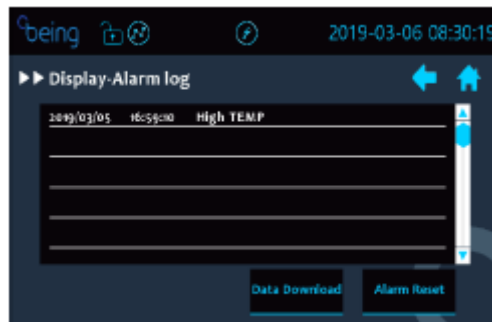 being 2019-03-06 08:30:19
Display-Alarm log
2019/03/05 16:59:10 High TEMP
Data Download Alarm Reset